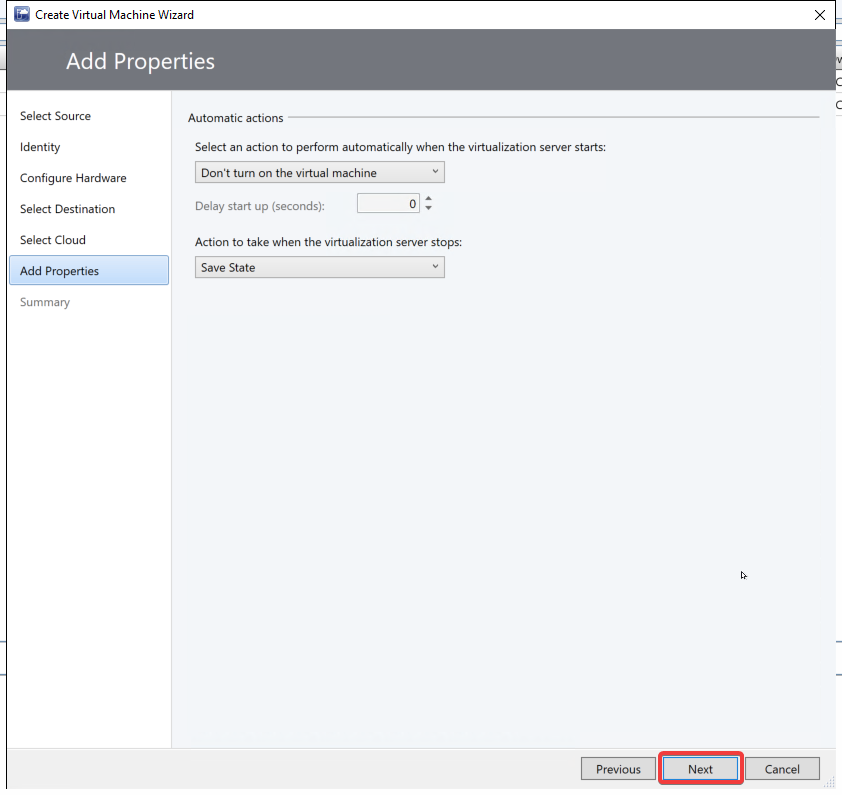 Create Virtual Machine Wizard
Add Properties
Select Source
Identity
Configure Hardware
Select Destination
Select Cloud
Add Properties
Summary
Automatic actions
Select an action to perform automatically when the virtualization server starts:
Don't turn on the virtual machine
Delay start up (seconds): 0
Action to take when the virtualization server stops:
Save State
Previous Next Cancel